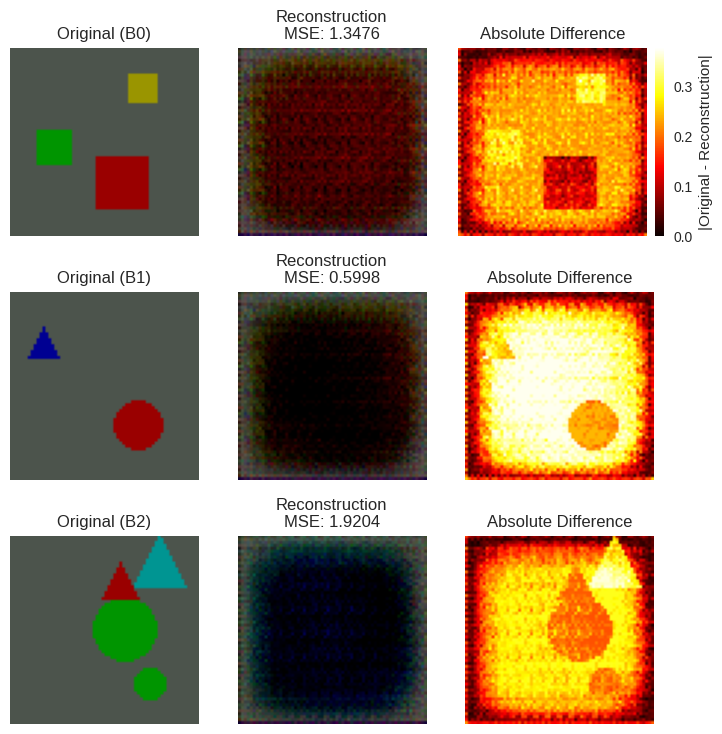 Original (B0)
Reconstruction
MSE: 1.3476
Absolute Difference
0.3
0.2
0.1
0.0
|Original - Reconstruction|
Original (B1)
Reconstruction
MSE: 0.5998
Absolute Difference
Original (B2)
Reconstruction
MSE: 1.9204
Absolute Difference